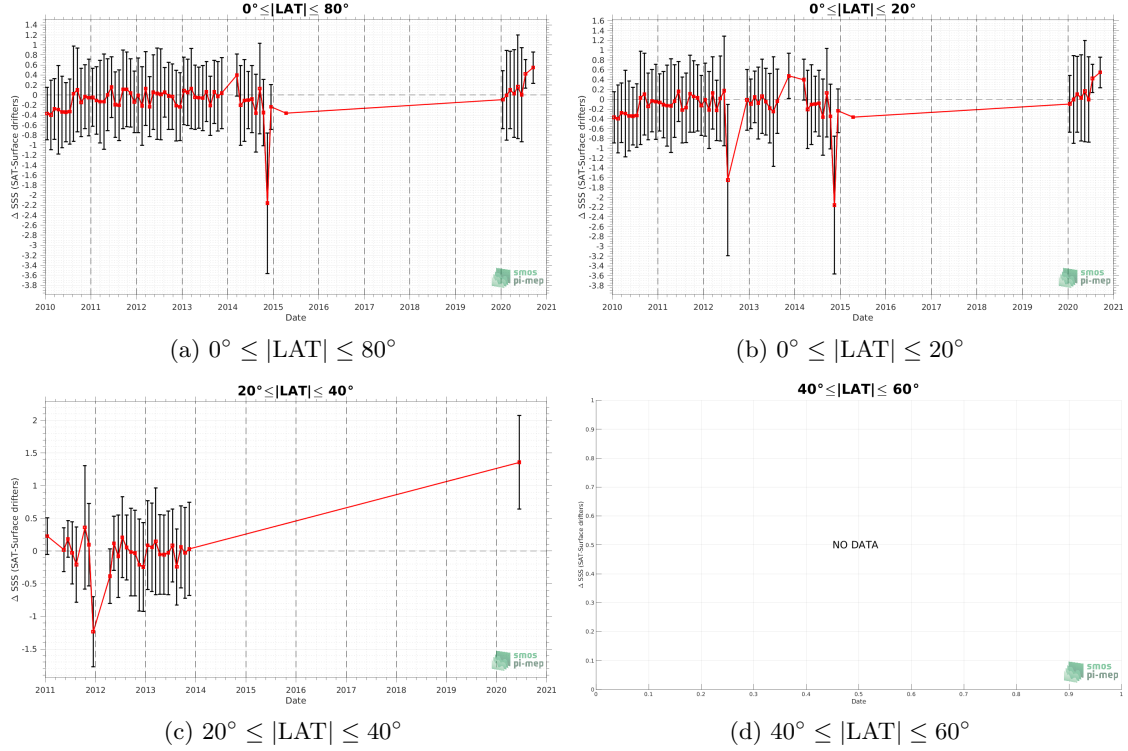 0°≤|LAT|≤ 80°
Δ SSS (SAT-Surface drifters)
1.4
1.2
1
0.8
0.6
0.4
0.2
0
-0.2
-0.4
-0.6
-0.8
-1
-1.2
-1.4
-1.6
-1.8
-2
-2.2
-2.4
-2.6
-2.8
-3
-3.2
-3.4
-3.6
-3.8
2010 2011 2012 2013 2014 2015 2016 2017 2018 2019 2020 2021
Date
smos
pi-mep
(a) 0° ≤ |LAT| ≤ 80°
0°≤|LAT|≤ 20°
Δ SSS (SAT-Surface drifters)
1.6
1.4
1.2
1
0.8
0.6
0.4
0.2
0
-0.2
-0.4
-0.6
-0.8
-1
-1.2
-1.4
-1.6
-1.8
-2
-2.2
-2.4
-2.6
-2.8
-3
-3.2
-3.4
-3.6
-3.8
2010 2011 2012 2013 2014 2015 2016 2017 2018 2019 2020 2021
Date
smos
pi-mep
(b) 0° ≤ |LAT| ≤ 20°
20°≤|LAT|≤ 40°
Δ SSS (SAT-Surface drifters)
2
1.5
1
0.5
0
-0.5
-1
-1.5
2011 2012 2013 2014 2015 2016 2017 2018 2019 2020 2021
Date
smos
pi-mep
(c) 20° ≤ |LAT| ≤ 40°
40°≤|LAT|≤ 60°
Δ SSS (SAT-Surface drifters)
1
0.9
0.8
0.7
0.6
0.5
0.4
0.3
0.2
0.1
0
NO DATA
0 0.1 0.2 0.3 0.4 0.5 0.6 0.7 0.8 0.9 1
Date
smos
pi-mep
(d) 40° ≤ |LAT| ≤ 60°